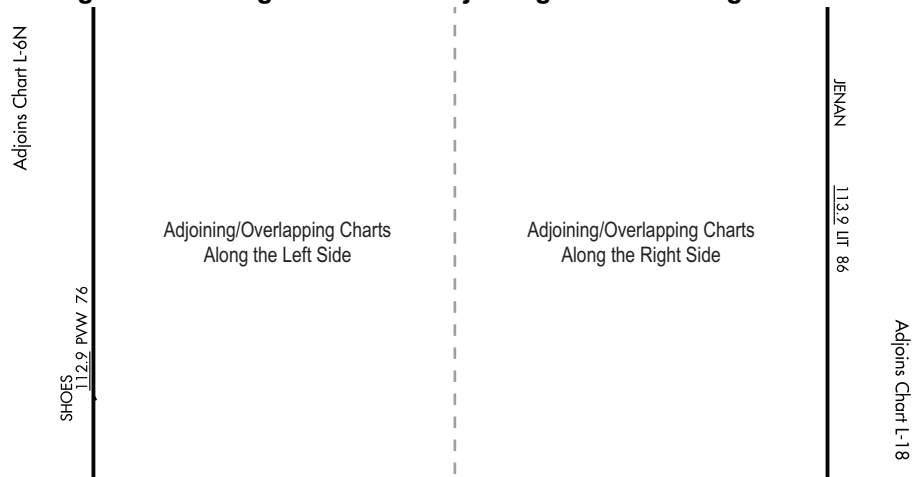 Adjoins Chart L-6N
SHOES
112.9 PVW 76
Adjoining/Overlapping Charts
Along the Left Side
Adjoining/Overlapping Charts
Along the Right Side
JENAN
113.9 LIT 86
Adjoins Chart L-18